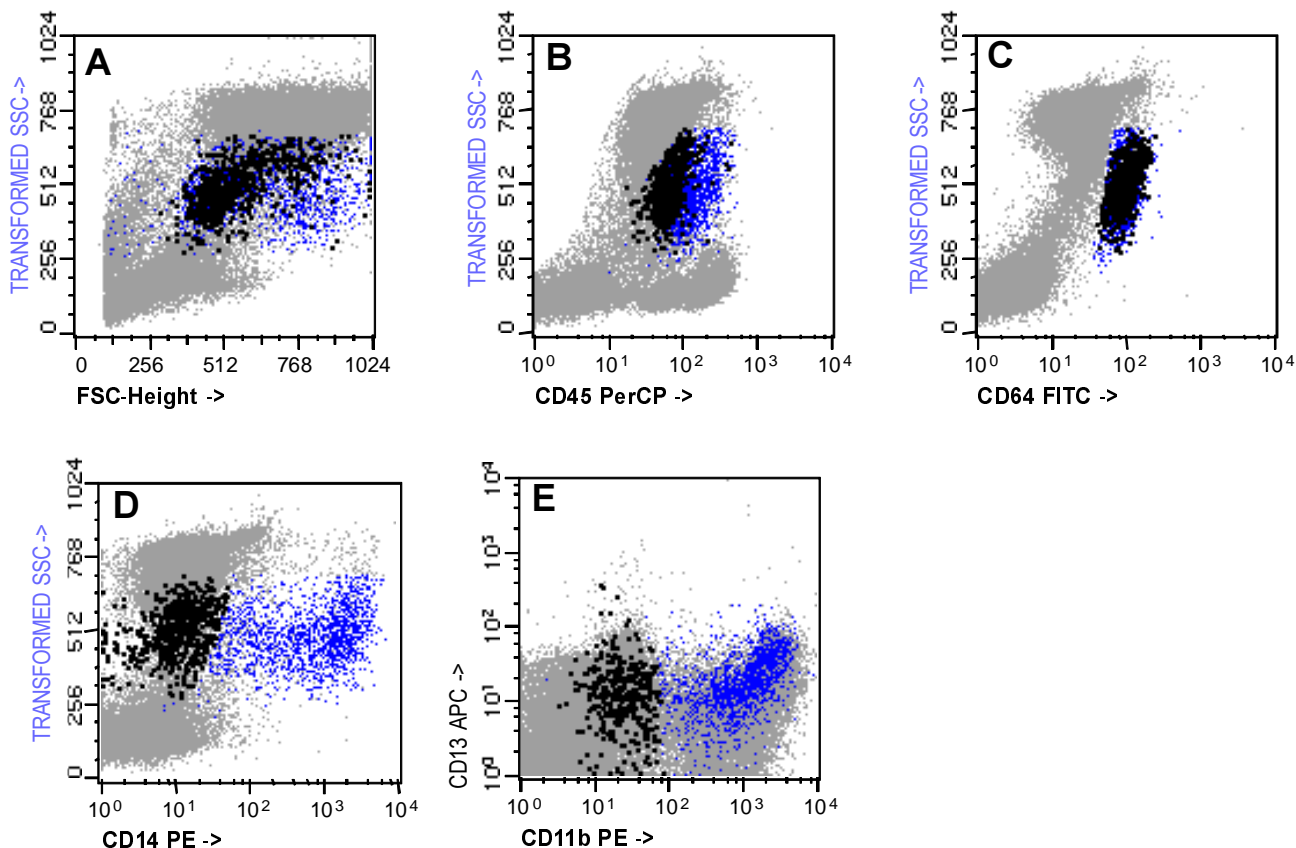 A
TRANSFORMED SSC ->
0 256 512 768 1024
0 256 512 768 1024
FSC-Height ->
B
TRANSFORMED SSC ->
0 256 512 768 1024
10⁰ 10¹ 10² 10³ 10⁴
CD45 PerCP ->
C
TRANSFORMED SSC ->
0 256 512 768 1024
10⁰ 10¹ 10² 10³ 10⁴
CD64 FITC ->
D
TRANSFORMED SSC ->
0 256 512 768 1024
10⁰ 10¹ 10² 10³ 10⁴
CD14 PE ->
E
CD13 APC ->
10⁰ 10¹ 10² 10³ 10⁴
10⁰ 10¹ 10² 10³ 10⁴
CD11b PE ->